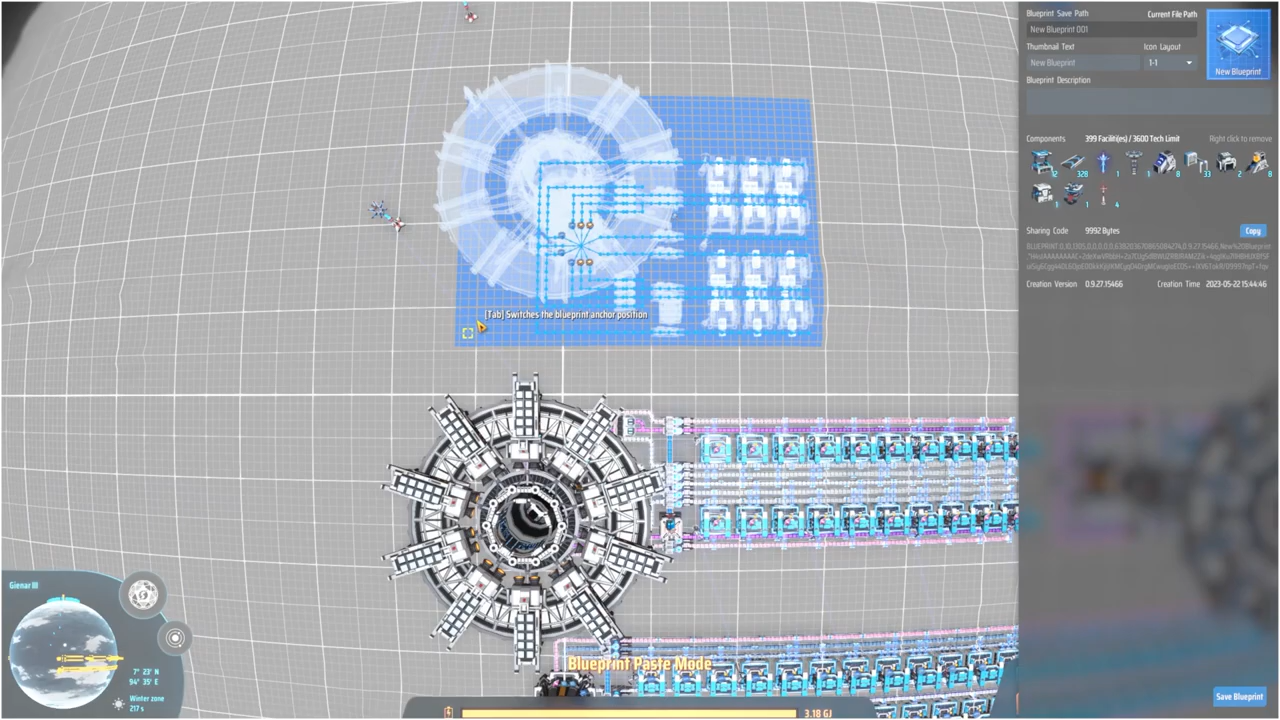 Blueprint Save Path
Current File Path
New Blueprint 001
Thumbnail Text
Icon Layout
New Blueprint
1-1
New Blueprint
Blueprint Description
Components
399 Facilit(ies) / 3600 Tech Limit
Right click to remove
12
328
1
1
8
33
2
8
1
1
4
Sharing Code
9992 Bytes
Copy
Creation Version
0.9.27.15466
Creation Time
2023-05-22 15:44:46
[Tab] Switches the blueprint anchor position
Blueprint Paste Mode
Gienar III
7° 23' N
94° 35' E
Winter zone
217 s
3.18 GJ
Save Blueprint